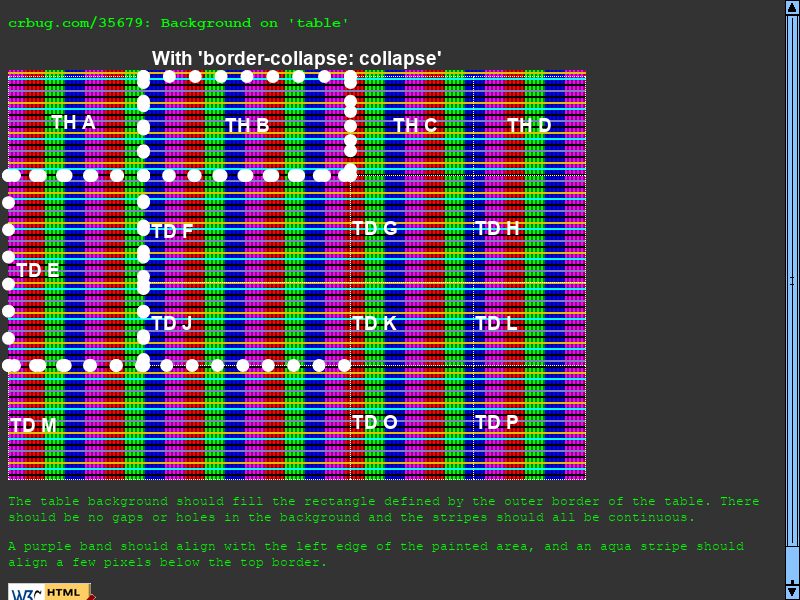 crbug.com/35679: Background on 'table'
With 'border-collapse: collapse'
TH A
TH B
TH C
TH D
TD E
TD F
TD G
TD H
TD J
TD K
TD L
TD M
TD O
TD P
The table background should fill the rectangle defined by the outer border of the table. There
should be no gaps or holes in the background and the stripes should all be continuous.
A purple band should align with the left edge of the painted area, and an aqua stripe should
align a few pixels below the top border.
W3C HTML